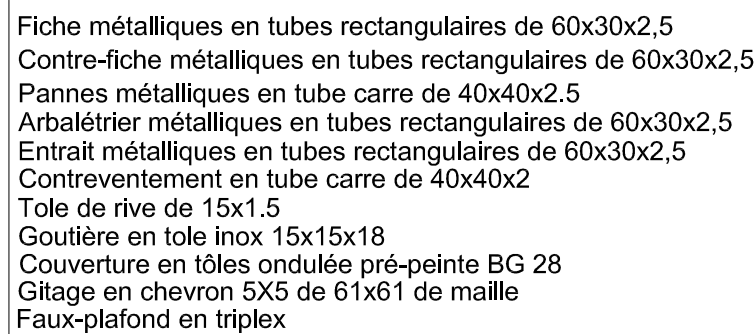 Fiche métalliques en tubes rectangulaires de 60x30x2,5
Contre-fiche métalliques en tubes rectangulaires de 60x30x2,5
Pannes métalliques en tube carre de 40x40x2.5
Arbalétrier métalliques en tubes rectangulaires de 60x30x2,5
Entrait métalliques en tubes rectangulaires de 60x30x2,5
Contreventement en tube carre de 40x40x2
Tole de rive de 15x1.5
Goutière en tole inox 15x15x18
Couverture en tôles ondulée pré-peinte BG 28
Gitage en chevron 5X5 de 61x61 de maille
Faux-plafond en triplex